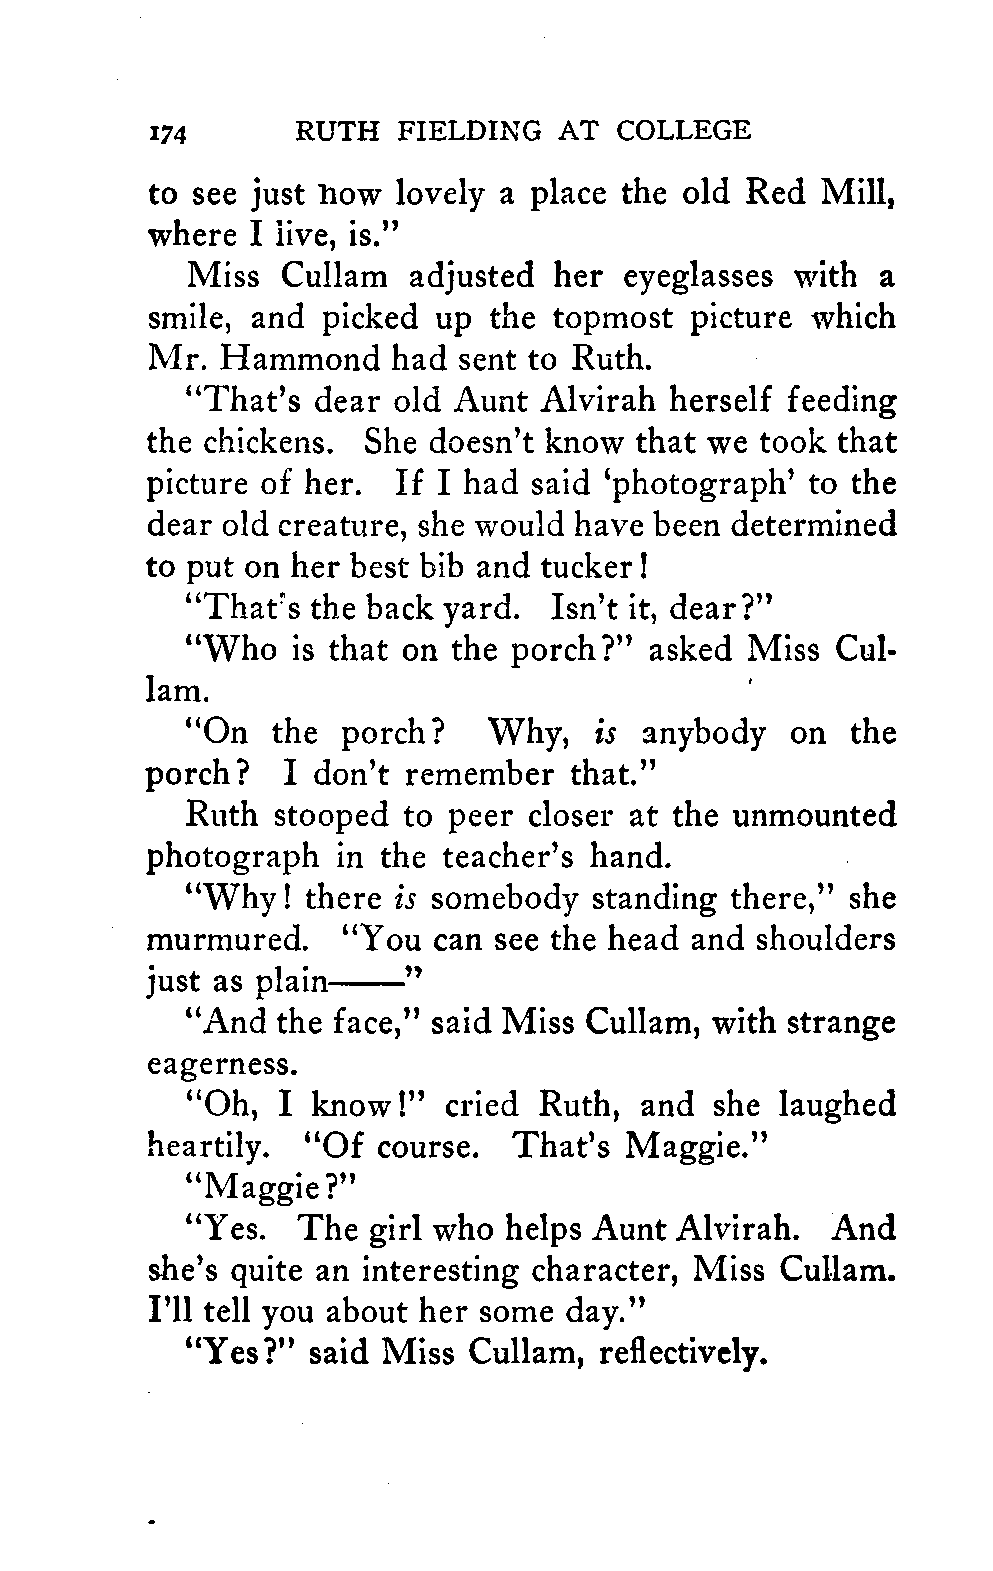 174 RUTH FIELDING AT COLLEGE
to see just how lovely a place the old Red Mill,
where I live, is."
Miss Cullam adjusted her eyeglasses with a
smile, and picked up the topmost picture which
Mr. Hammond had sent to Ruth.
"That's dear old Aunt Alvirah herself feeding
the chickens. She doesn't know that we took that
picture of her. If I had said 'photograph' to the
dear old creature, she would have been determined
to put on her best bib and tucker!
"That's the back yard. Isn't it, dear?"
"Who is that on the porch?" asked Miss Cul-
lam.
"On the porch? Why, is anybody on the
porch? I don't remember that."
Ruth stooped to peer closer at the unmounted
photograph in the teacher's hand.
"Why! there is somebody standing there," she
murmured. "You can see the head and shoulders
just as plain——"
"And the face," said Miss Cullam, with strange
eagerness.
"Oh, I know!" cried Ruth, and she laughed
heartily. "Of course. That's Maggie."
"Maggie?"
"Yes. The girl who helps Aunt Alvirah. And
she's quite an interesting character, Miss Cullam.
I'll tell you about her some day."
"Yes?" said Miss Cullam, reflectively.